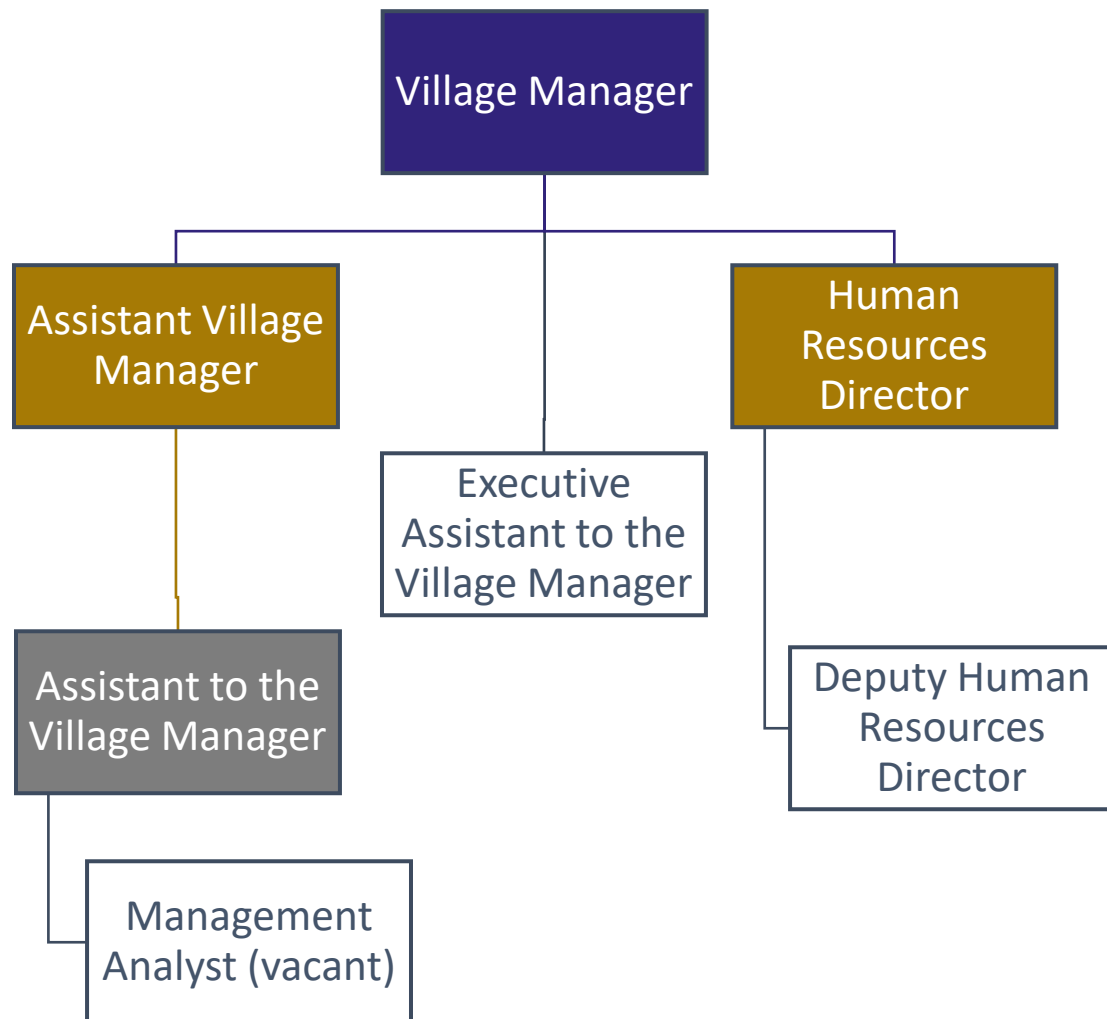 Village Manager
Assistant Village
Manager
Human
Resources
Director
Executive
Assistant to the
Village Manager
Assistant to the
Village Manager
Deputy Human
Resources
Director
Management
Analyst (vacant)